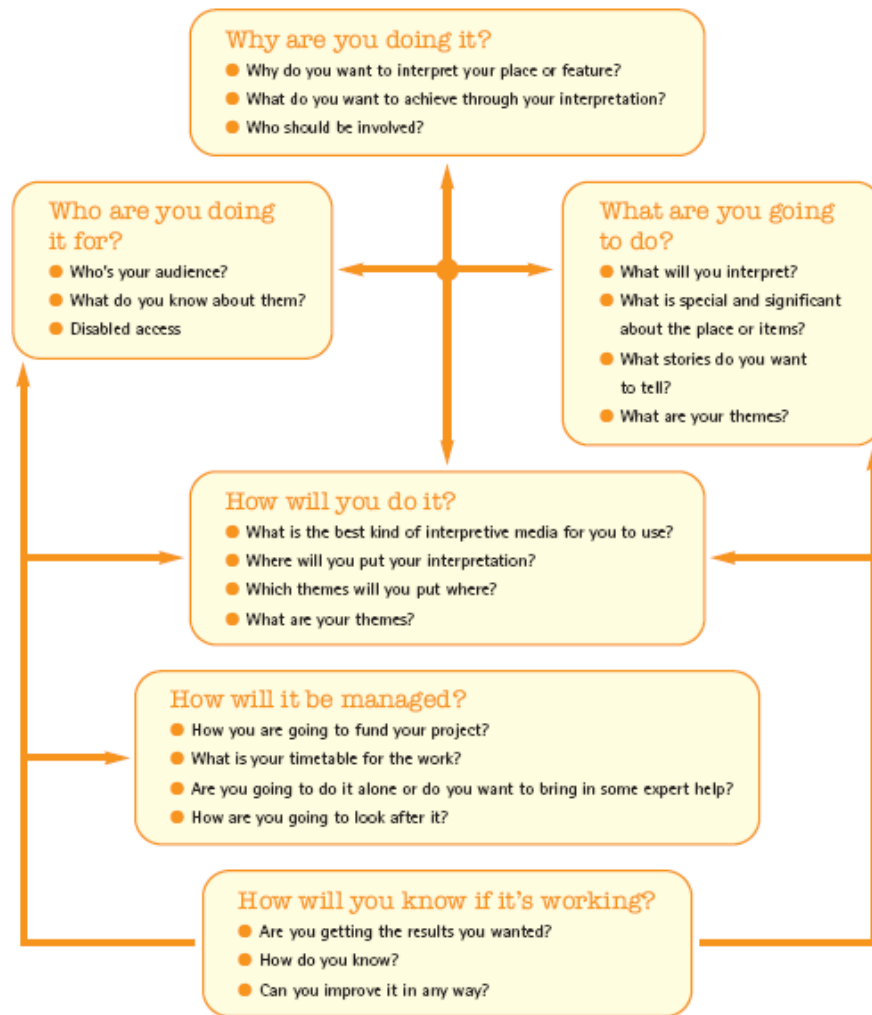 Why are you doing it?
Why do you want to interpret your place or feature?
What do you want to achieve through your interpretation?
Who should be involved?
Who are you doing
it for?
Who's your audience?
What do you know about them?
Disabled access
What are you going
to do?
What will you interpret?
What is special and significant
about the place or items?
What stories do you want
to tell?
What are your themes?
How will you do it?
What is the best kind of interpretive media for you to use?
Where will you put your interpretation?
Which themes will you put where?
What are your themes?
How will it be managed?
How you are going to fund your project?
What is your timetable for the work?
Are you going to do it alone or do you want to bring in some expert help?
How are you going to look after it?
How will you know if it's working?
Are you getting the results you wanted?
How do you know?
Can you improve it in any way?